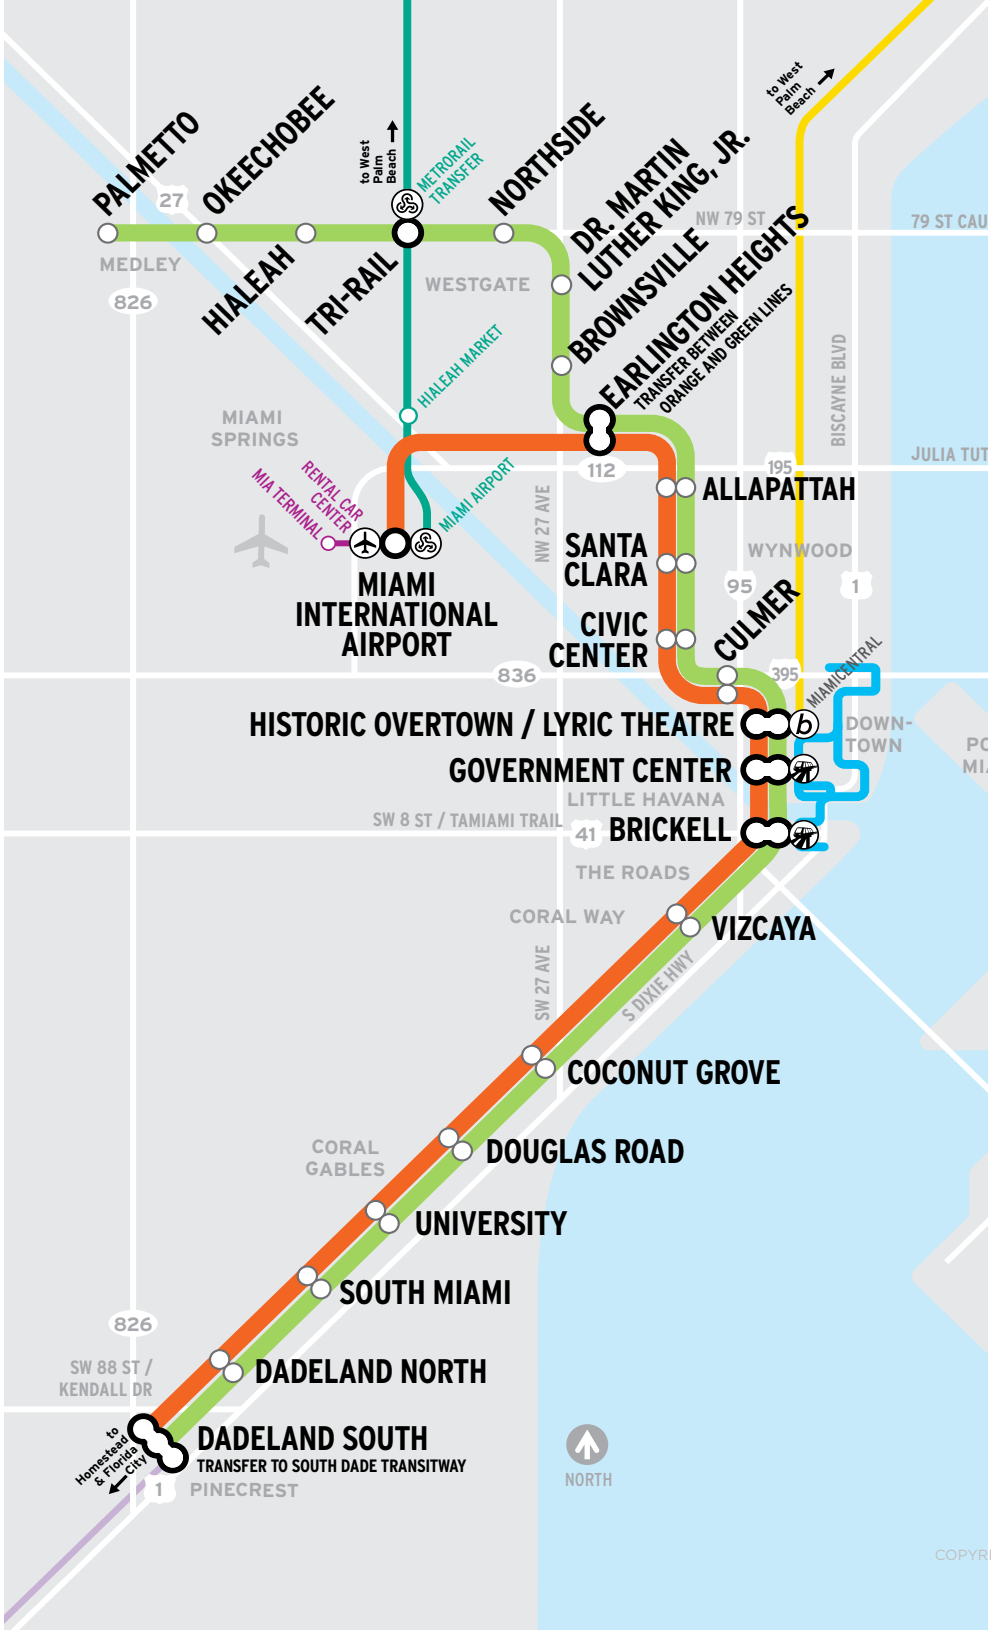 to West
Palm
Beach
to West
Palm
Beach
METRORAIL
TRANSFER
PALMETTO
OKEECHOBEE
NORTHSIDE
DR. MARTIN
LUTHER KING, JR.
27
NW 79 ST
79 ST CAU
MEDLEY
HIALEAH
TRI-RAIL
WESTGATE
BROWNSVILLE
826
EARLINGTON HEIGHTS
TRANSFER BETWEEN
ORANGE AND GREEN LINES
HIALEAH MARKET
BISCAYNE BLVD
MIAMI
SPRINGS
112
195
JULIA TUT
RENTAL CAR
CENTER
MIA TERMINAL
MIAMI AIRPORT
NW 27 AVE
ALLAPATTAH
SANTA
CLARA
WYNWOOD
MIAMI
INTERNATIONAL
AIRPORT
95
1
CULMER
CIVIC
CENTER
836
395
MIAMICENTRAL
HISTORIC OVERTOWN / LYRIC THEATRE
b
DOWN-
TOWN
PO
MIA
GOVERNMENT CENTER
LITTLE HAVANA
SW 8 ST / TAMIAMI TRAIL
41
BRICKELL
THE ROADS
CORAL WAY
VIZCAYA
SW 27 AVE
S DIXIE HWY
COCONUT GROVE
CORAL
GABLES
DOUGLAS ROAD
UNIVERSITY
SOUTH MIAMI
826
SW 88 ST /
KENDALL DR
DADELAND NORTH
to
Homestead
& Florida
City
DADELAND SOUTH
TRANSFER TO SOUTH DADE TRANSITWAY
1
PINECREST
NORTH
COPYRI